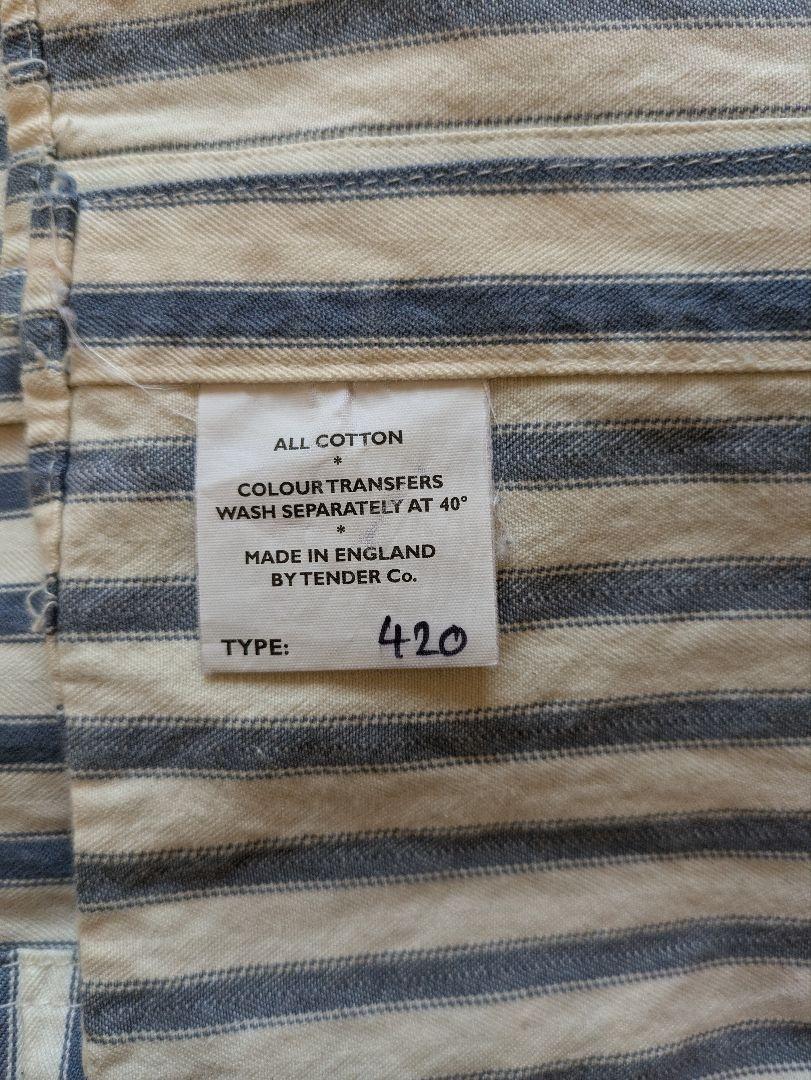 ALL COTTON
*
COLOUR TRANSFERS
WASH SEPARATELY AT 40°
*
MADE IN ENGLAND
BY TENDER Co.
TYPE: 420